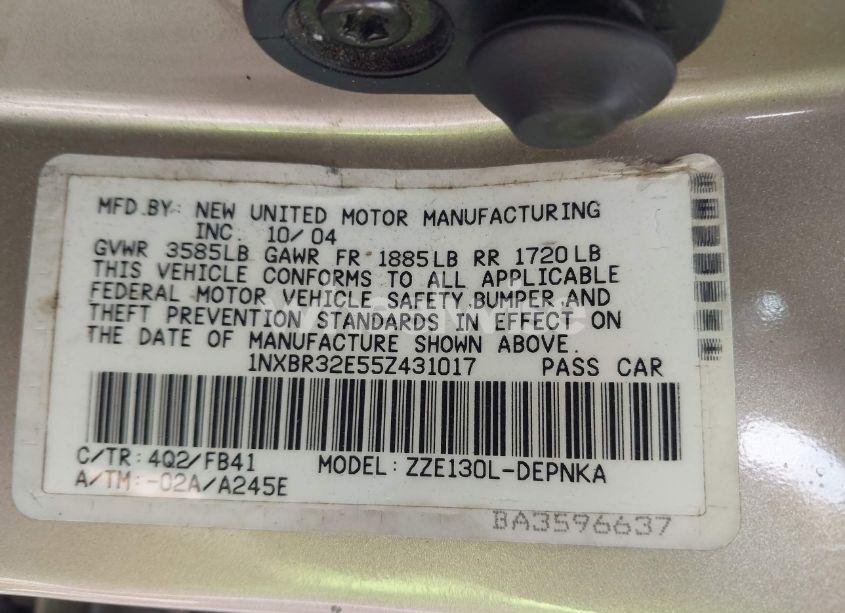 MFD.BY: NEW UNITED MOTOR MANUFACTURING
INC. 10/04
GVWR 3585LB GAWR FR 1885LB RR 1720LB
THIS VEHICLE CONFORMS TO ALL APPLICABLE
FEDERAL MOTOR VEHICLE SAFETY,BUMPER,AND
THEFT PREVENTION STANDARDS IN EFFECT ON
THE DATE OF MANUFACTURE SHOWN ABOVE.
1NXBR32E55Z431017 PASS CAR
C/TR:4Q2/FB41 MODEL:ZZE130L-DEPNKA
A/TM:-02A/A245E
BA3596637